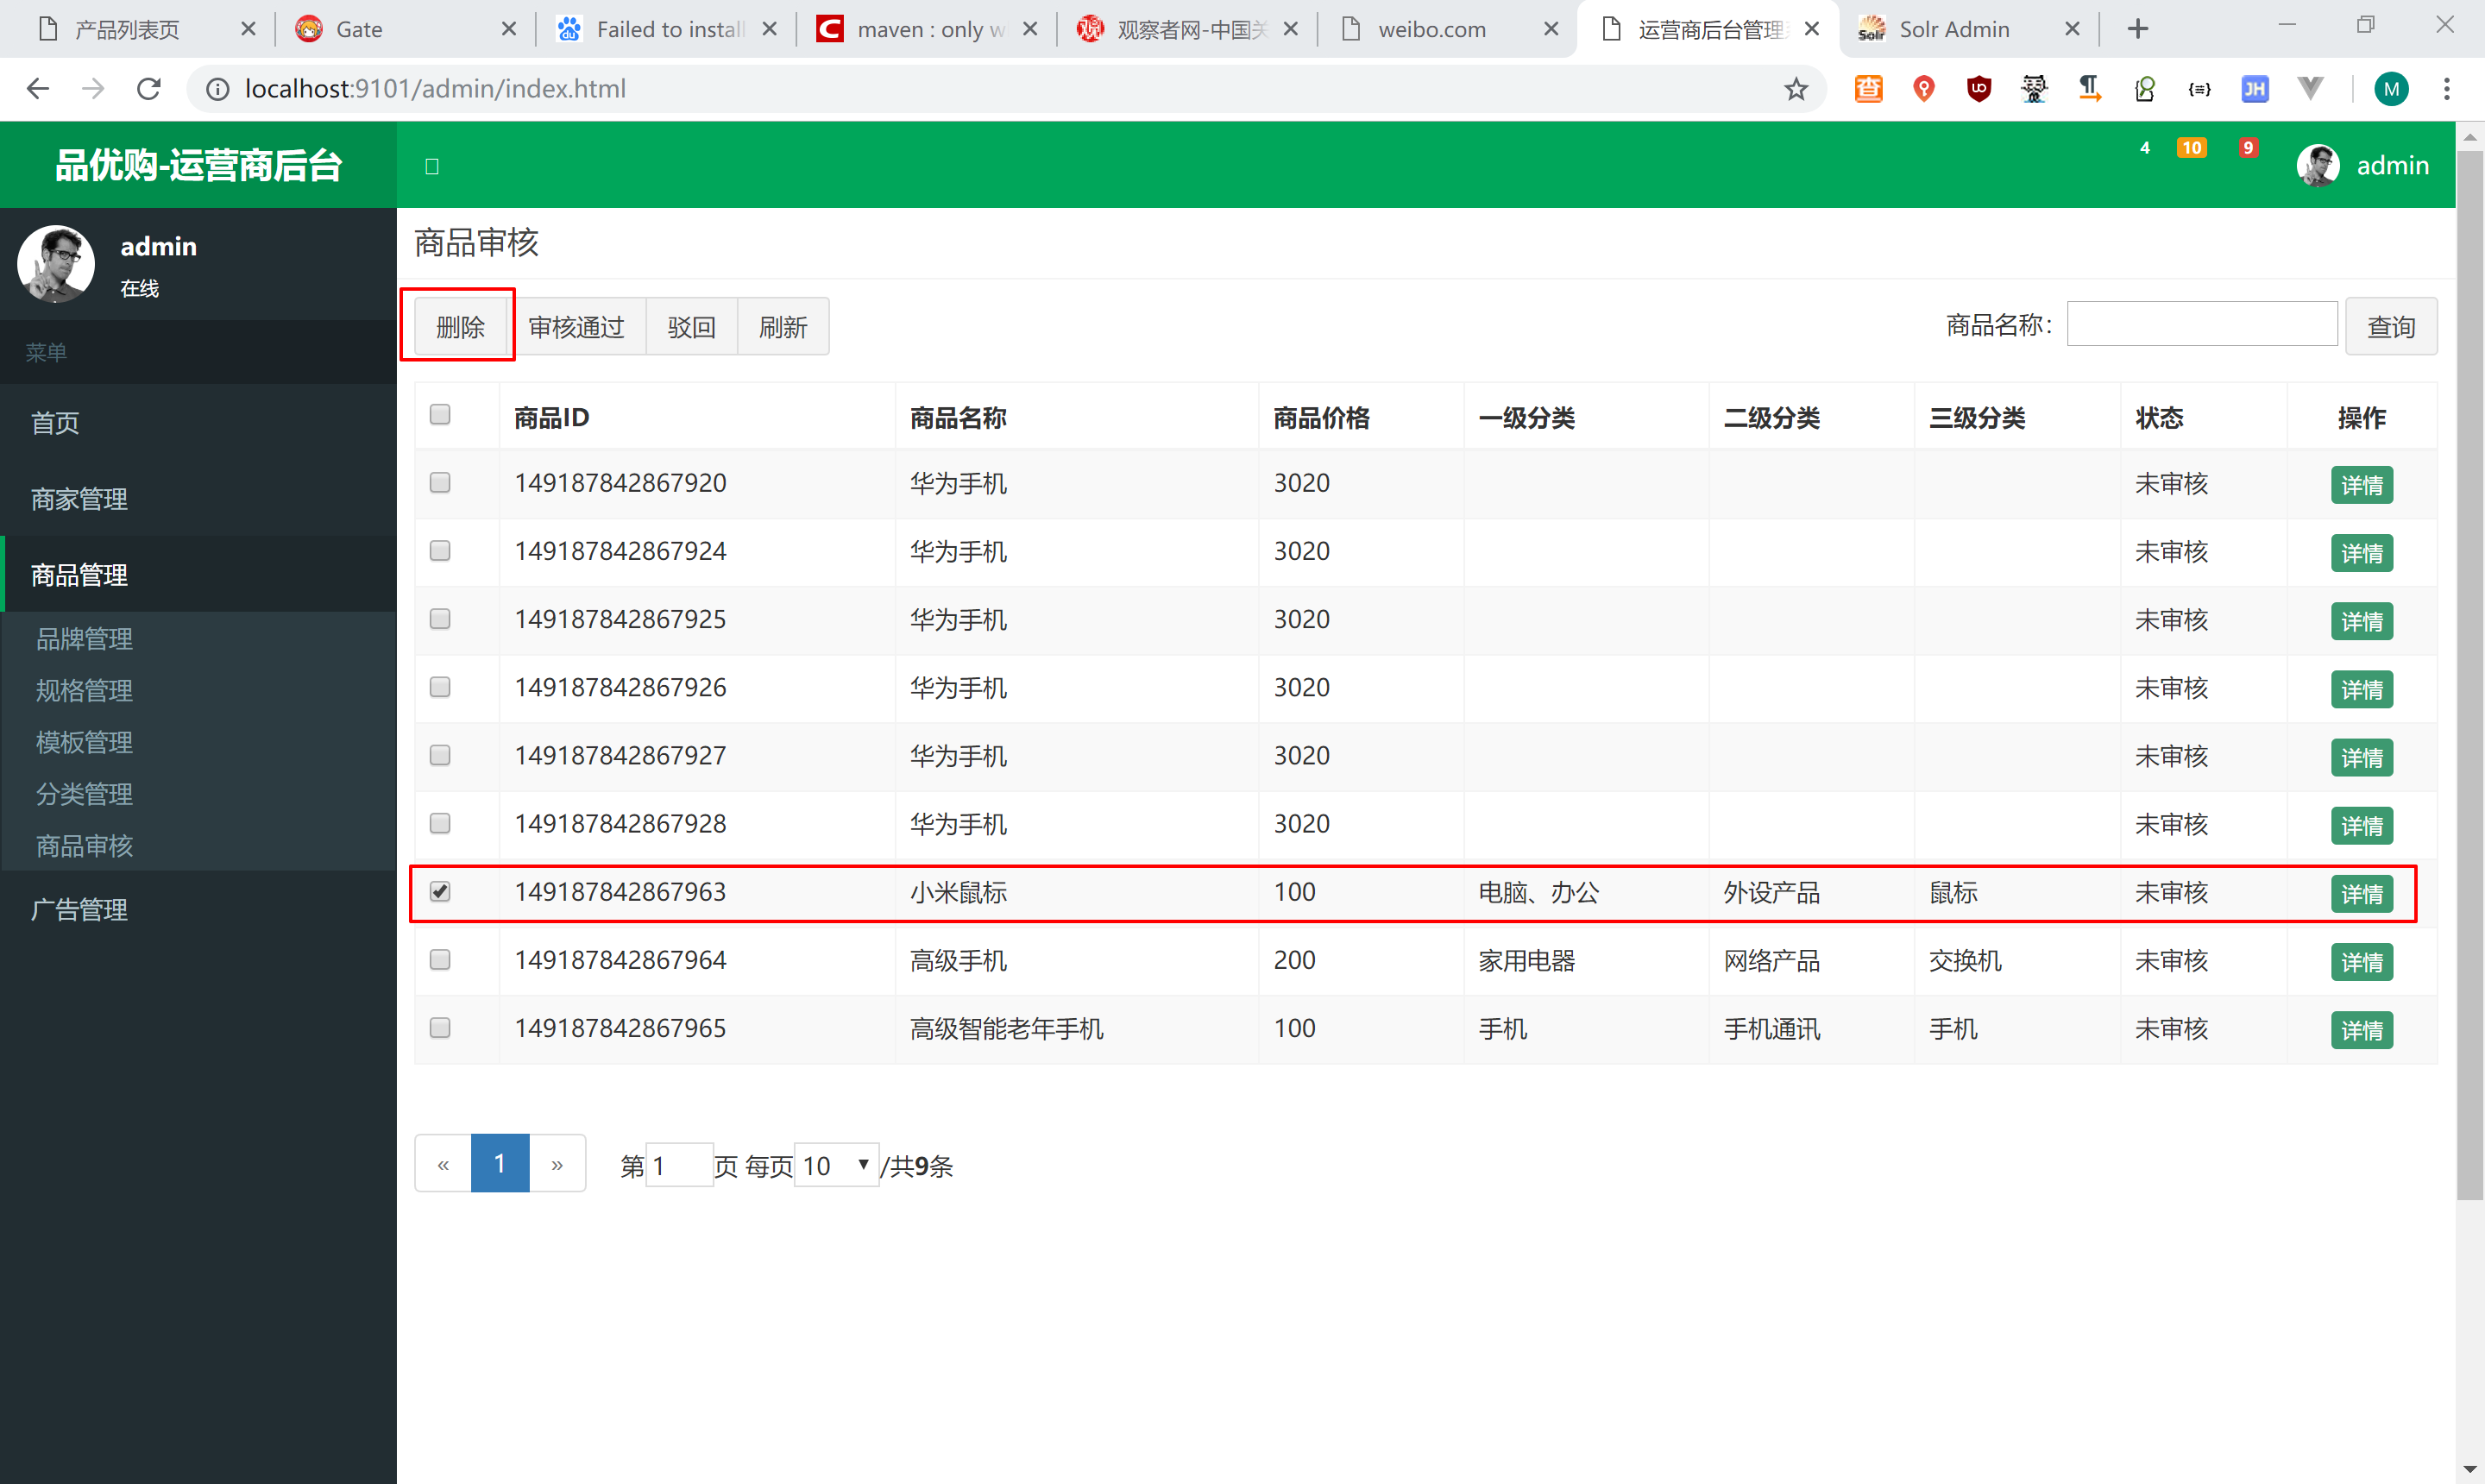 产品列表页
Gate
Failed to install
maven : only w
观察者网-中国关
weibo.com
运营商后台管理
Solr Admin
localhost:9101/admin/index.html
JH
M
品优购-运营商后台
4
10
9
admin
admin
在线
菜单
首页
商家管理
商品管理
品牌管理
规格管理
模板管理
分类管理
商品审核
广告管理
商品审核
删除 审核通过 驳回 刷新
商品名称： 查询
商品ID 商品名称 商品价格 一级分类 二级分类 三级分类 状态 操作
149187842867920 华为手机 3020 未审核 详情
149187842867924 华为手机 3020 未审核 详情
149187842867925 华为手机 3020 未审核 详情
149187842867926 华为手机 3020 未审核 详情
149187842867927 华为手机 3020 未审核 详情
149187842867928 华为手机 3020 未审核 详情
149187842867963 小米鼠标 100 电脑、办公 外设产品 鼠标 未审核 详情
149187842867964 高级手机 200 家用电器 网络产品 交换机 未审核 详情
149187842867965 高级智能老年手机 100 手机 手机通讯 手机 未审核 详情
« 1 » 第 1 页 每页 10 /共9条